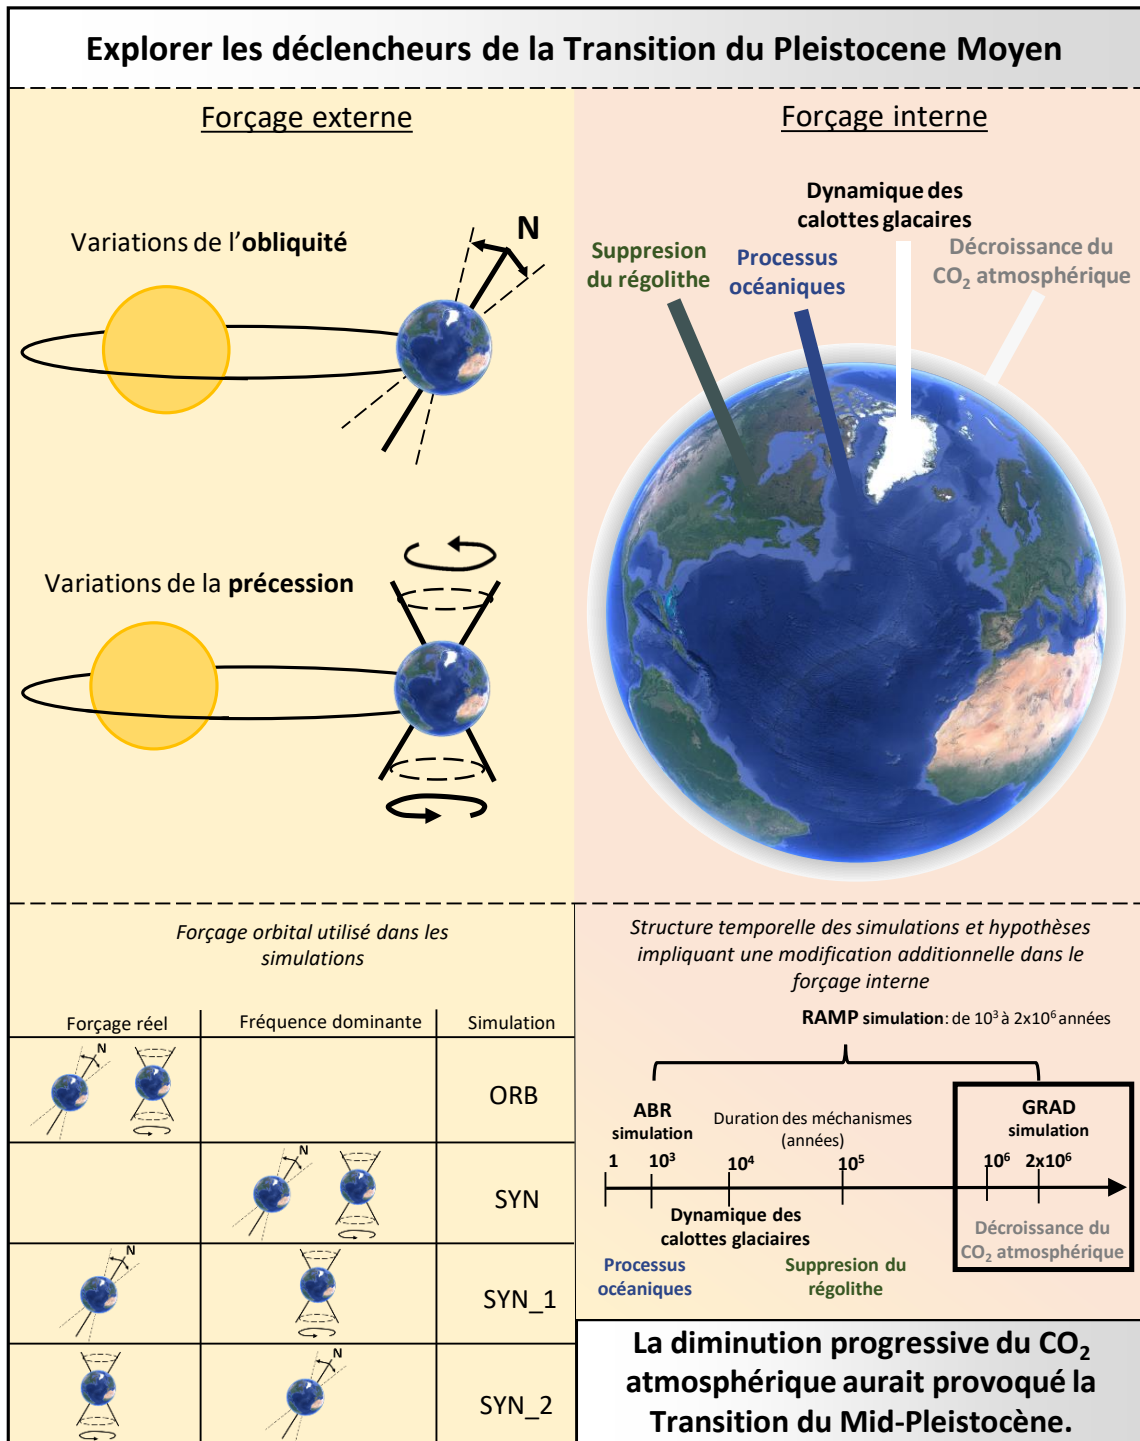 Explorer les déclencheurs de la Transition du Pleistocene Moyen
Forçage externe
Variations de l'obliquité
N
Variations de la précession
Forçage interne
Dynamique des
calottes glacaires
Suppresion
du régolithe
Processus
océaniques
Décroissance du
CO₂ atmosphérique
Forçage orbital utilisé dans les
simulations
Forçage réel Fréquence dominante Simulation
N
ORB
N
SYN
N
SYN_1
N
SYN_2
Structure temporelle des simulations et hypothèses
impliquant une modification additionnelle dans le
forçage interne
RAMP simulation: de 10³ à 2x10⁶ années
ABR
simulation
Duration des méchanismes
(années)
GRAD
simulation
1 10³ 10⁴ 10⁵ 10⁶ 2x10⁶
Dynamique des
calottes glaciaires
Processus
océaniques
Suppresion du
régolithe
Décroissance du
CO₂ atmosphérique
La diminution progressive du CO₂
atmosphérique aurait provoqué la
Transition du Mid-Pleistocène.